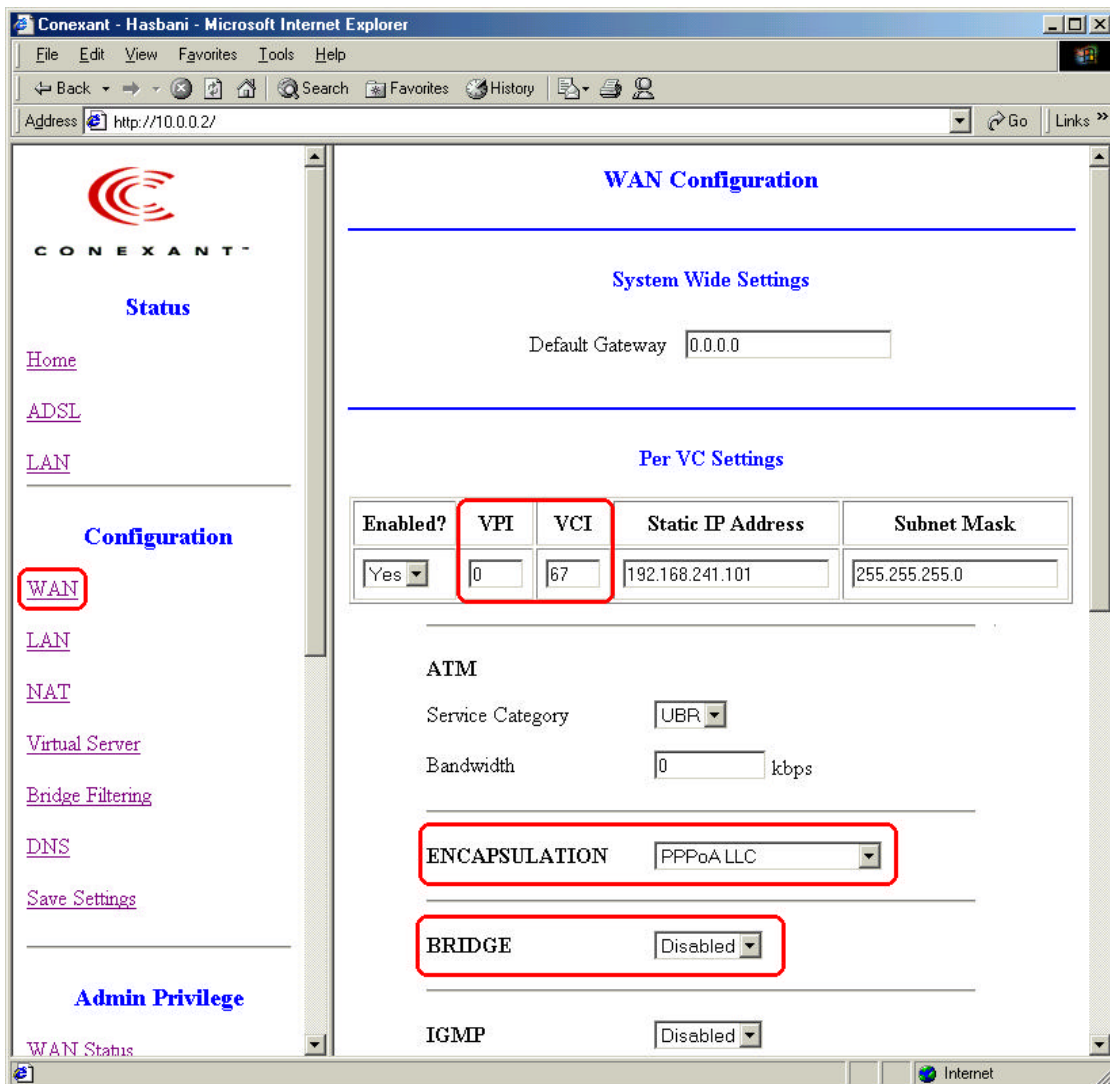 Conexant - Hasbani - Microsoft Internet Explorer
File Edit View Favorites Tools Help
Back Search Favorites History
Address http://10.0.0.2/ Go Links »
CONEXANT™
Status
Home
ADSL
LAN
Configuration
WAN
LAN
NAT
Virtual Server
Bridge Filtering
DNS
Save Settings
Admin Privilege
WAN Status
WAN Configuration
System Wide Settings
Default Gateway 0.0.0.0
Per VC Settings
Enabled? VPI VCI Static IP Address Subnet Mask
Yes 0 67 192.168.241.101 255.255.255.0
ATM
Service Category UBR
Bandwidth 0 kbps
ENCAPSULATION PPPoA LLC
BRIDGE Disabled
IGMP Disabled
Internet